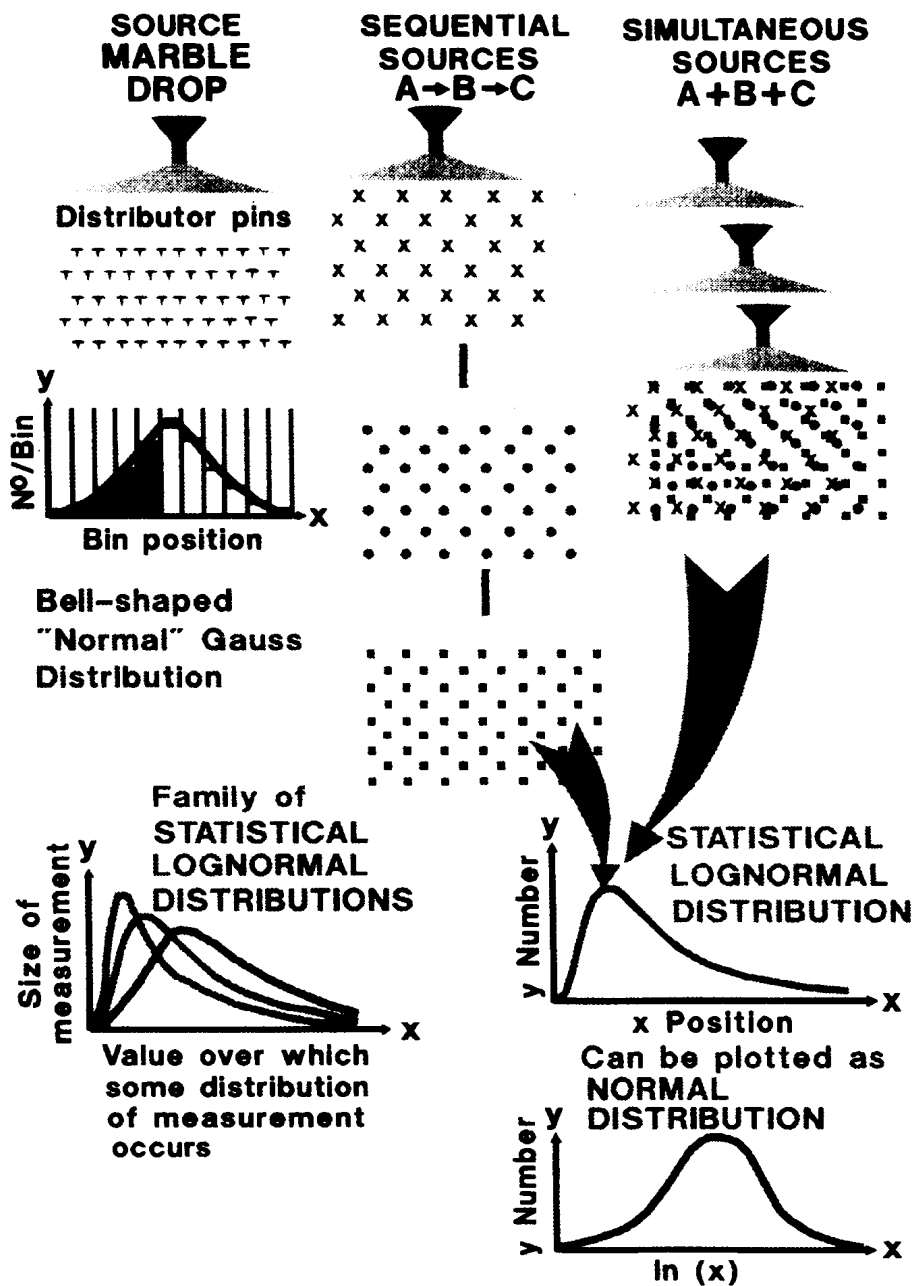 SOURCE
MARBLE
DROP
Distributor pins
y
Nº/Bin
x
Bin position
Bell-shaped
"Normal" Gauss
Distribution
SEQUENTIAL
SOURCES
A→B→C
SIMULTANEOUS
SOURCES
A+B+C
Family of
STATISTICAL
LOGNORMAL
DISTRIBUTIONS
y
Size of
measurement
x
Value over which
some distribution
of measurement
occurs
STATISTICAL
LOGNORMAL
DISTRIBUTION
y
y Number
x
x Position
Can be plotted as
NORMAL
DISTRIBUTION
y
y Number
x
ln (x)